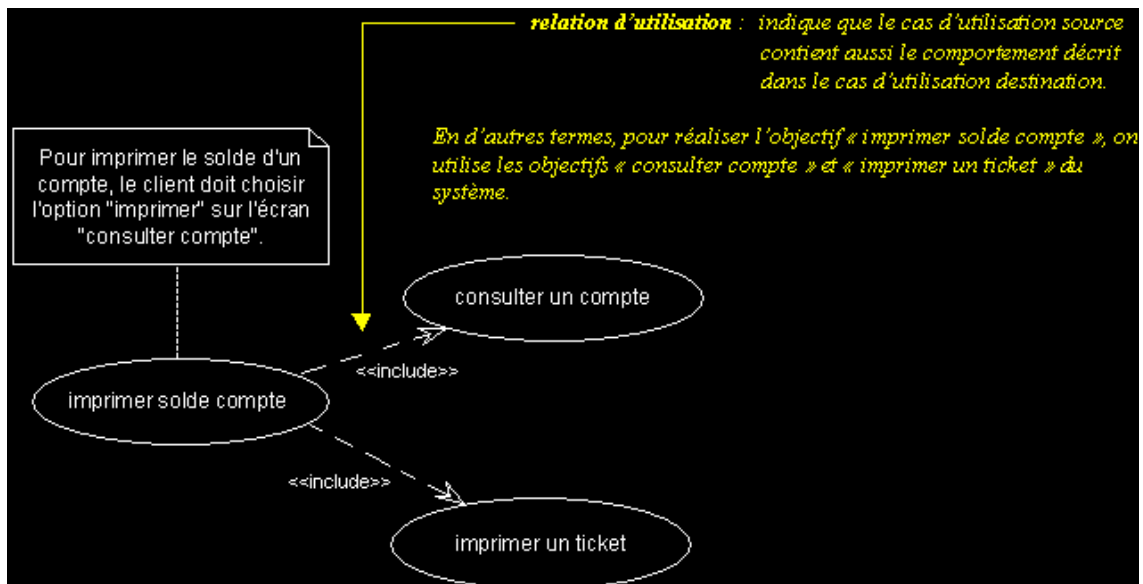 relation d'utilisation : indique que le cas d'utilisation source
contient aussi le comportement décrit
dans le cas d'utilisation destination.
En d'autres termes, pour réaliser l'objectif « imprimer solde compte », on
utilise les objectifs « consulter compte » et « imprimer un ticket » du
système.
Pour imprimer le solde d'un
compte, le client doit choisir
l'option "imprimer" sur l'écran
"consulter compte".
consulter un compte
<<include>>
imprimer solde compte
<<include>>
imprimer un ticket